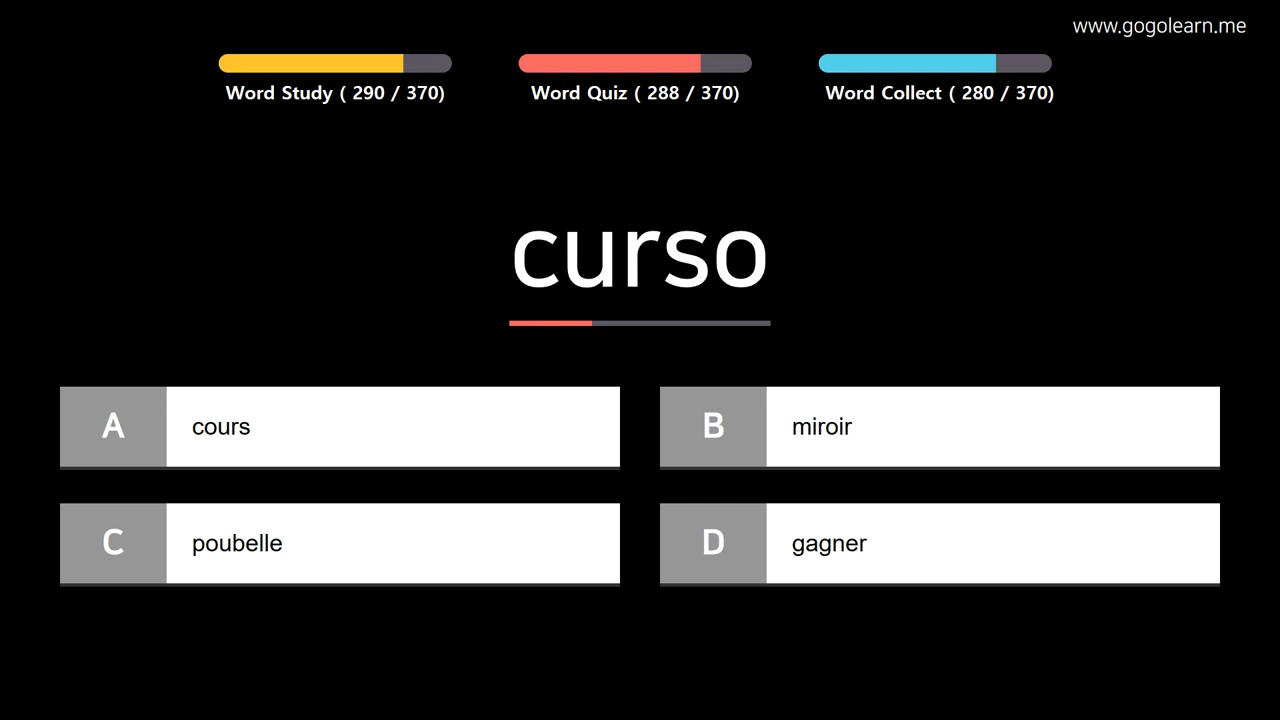 www.gogolearn.me
Word Study ( 290 / 370)
Word Quiz ( 288 / 370)
Word Collect ( 280 / 370)
curso
A
cours
B
miroir
C
poubelle
D
gagner